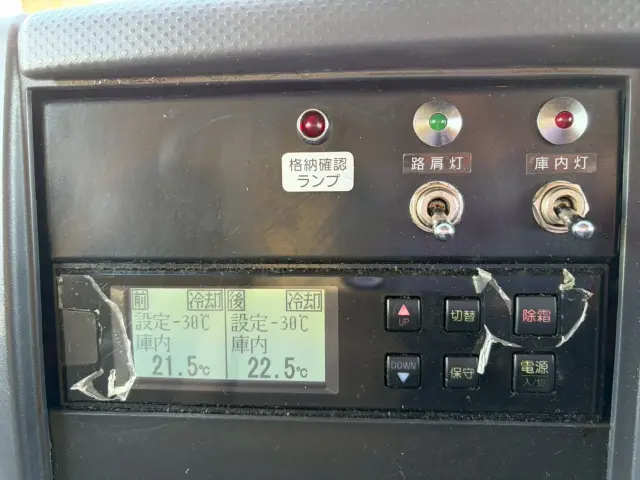 格納確認
ランプ
路肩灯
庫内灯
前 冷却 後 冷却
設定-30℃ 設定-30℃
庫内 庫内
21.5℃ 22.5℃
UP
切替
除霜
DOWN
保守
電源
入/切